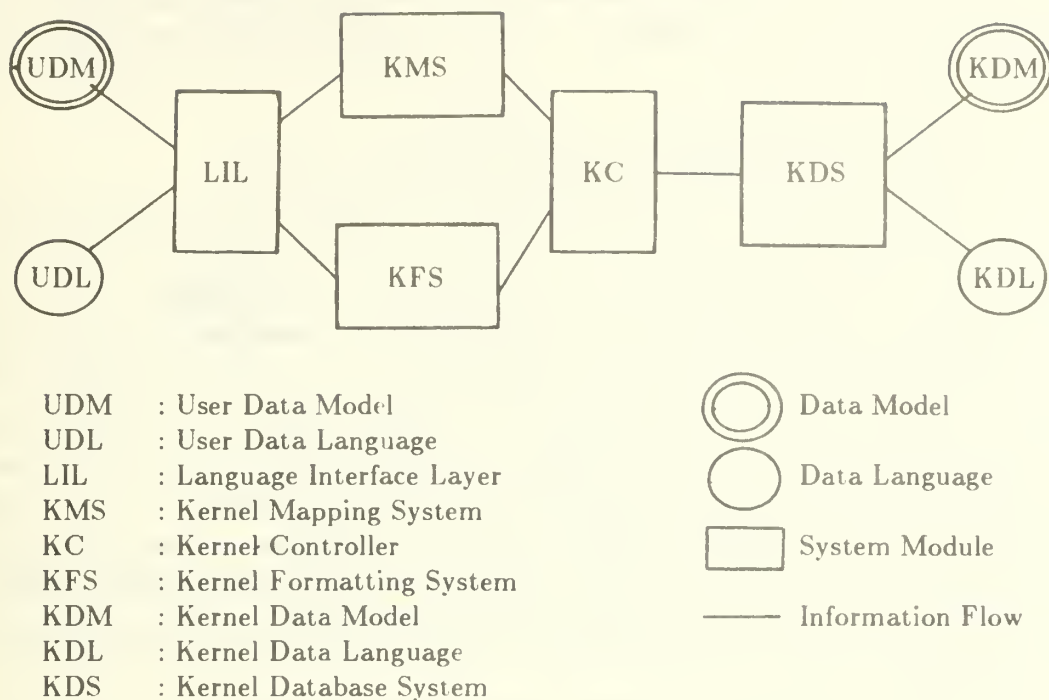 UDM
KMS
KDM
LIL
KC
KDS
UDL
KFS
KDL
UDM : User Data Model
UDL : User Data Language
LIL : Language Interface Layer
KMS : Kernel Mapping System
KC : Kernel Controller
KFS : Kernel Formatting System
KDM : Kernel Data Model
KDL : Kernel Data Language
KDS : Kernel Database System
Data Model
Data Language
System Module
Information Flow